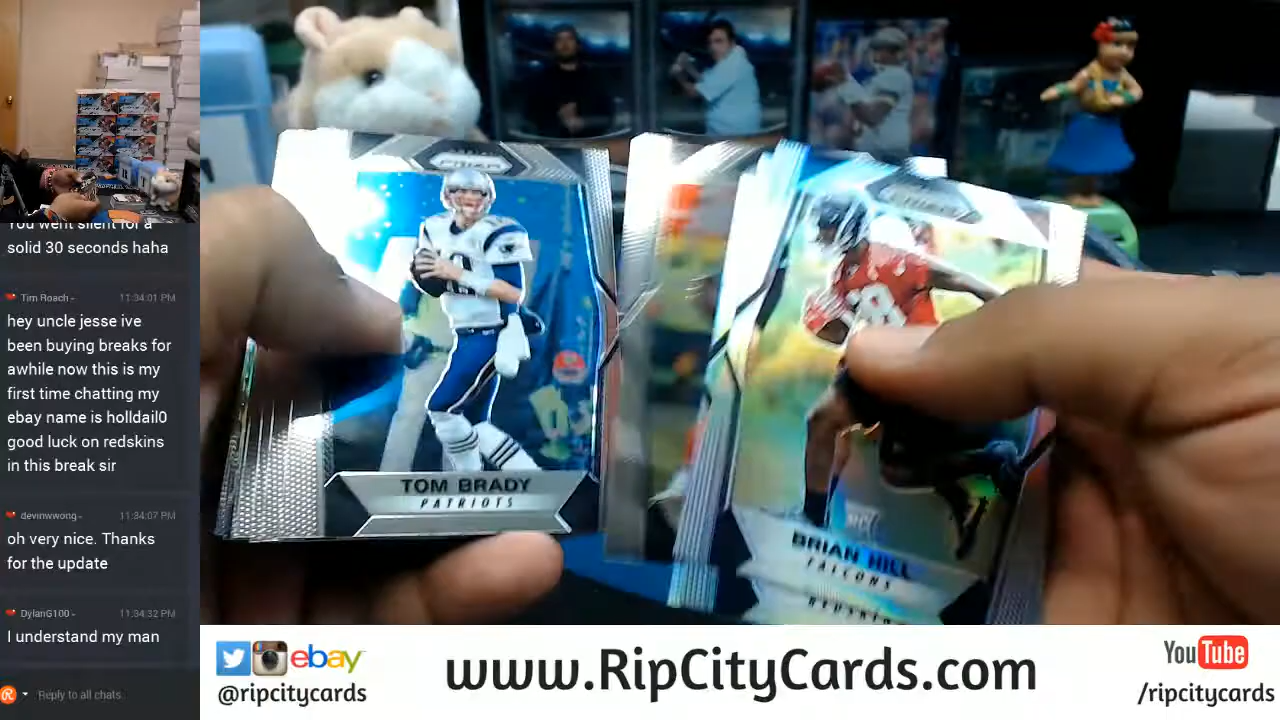 You went silent for a
solid 30 seconds haha
Tim Roach - 11:34:01 PM
hey uncle jesse ive
been buying breaks for
awhile now this is my
first time chatting my
ebay name is holldail0
good luck on redskins
in this break sir
devinwwong - 11:34:07 PM
oh very nice. Thanks
for the update
DylanG100 - 11:34:32 PM
I understand my man
Reply to all chats
PRIZM
TOM BRADY
PATRIOTS
BRIAN HILL
FALCONS
ebay
@ripcitycards
www.RipCityCards.com
YouTube
/ripcitycards